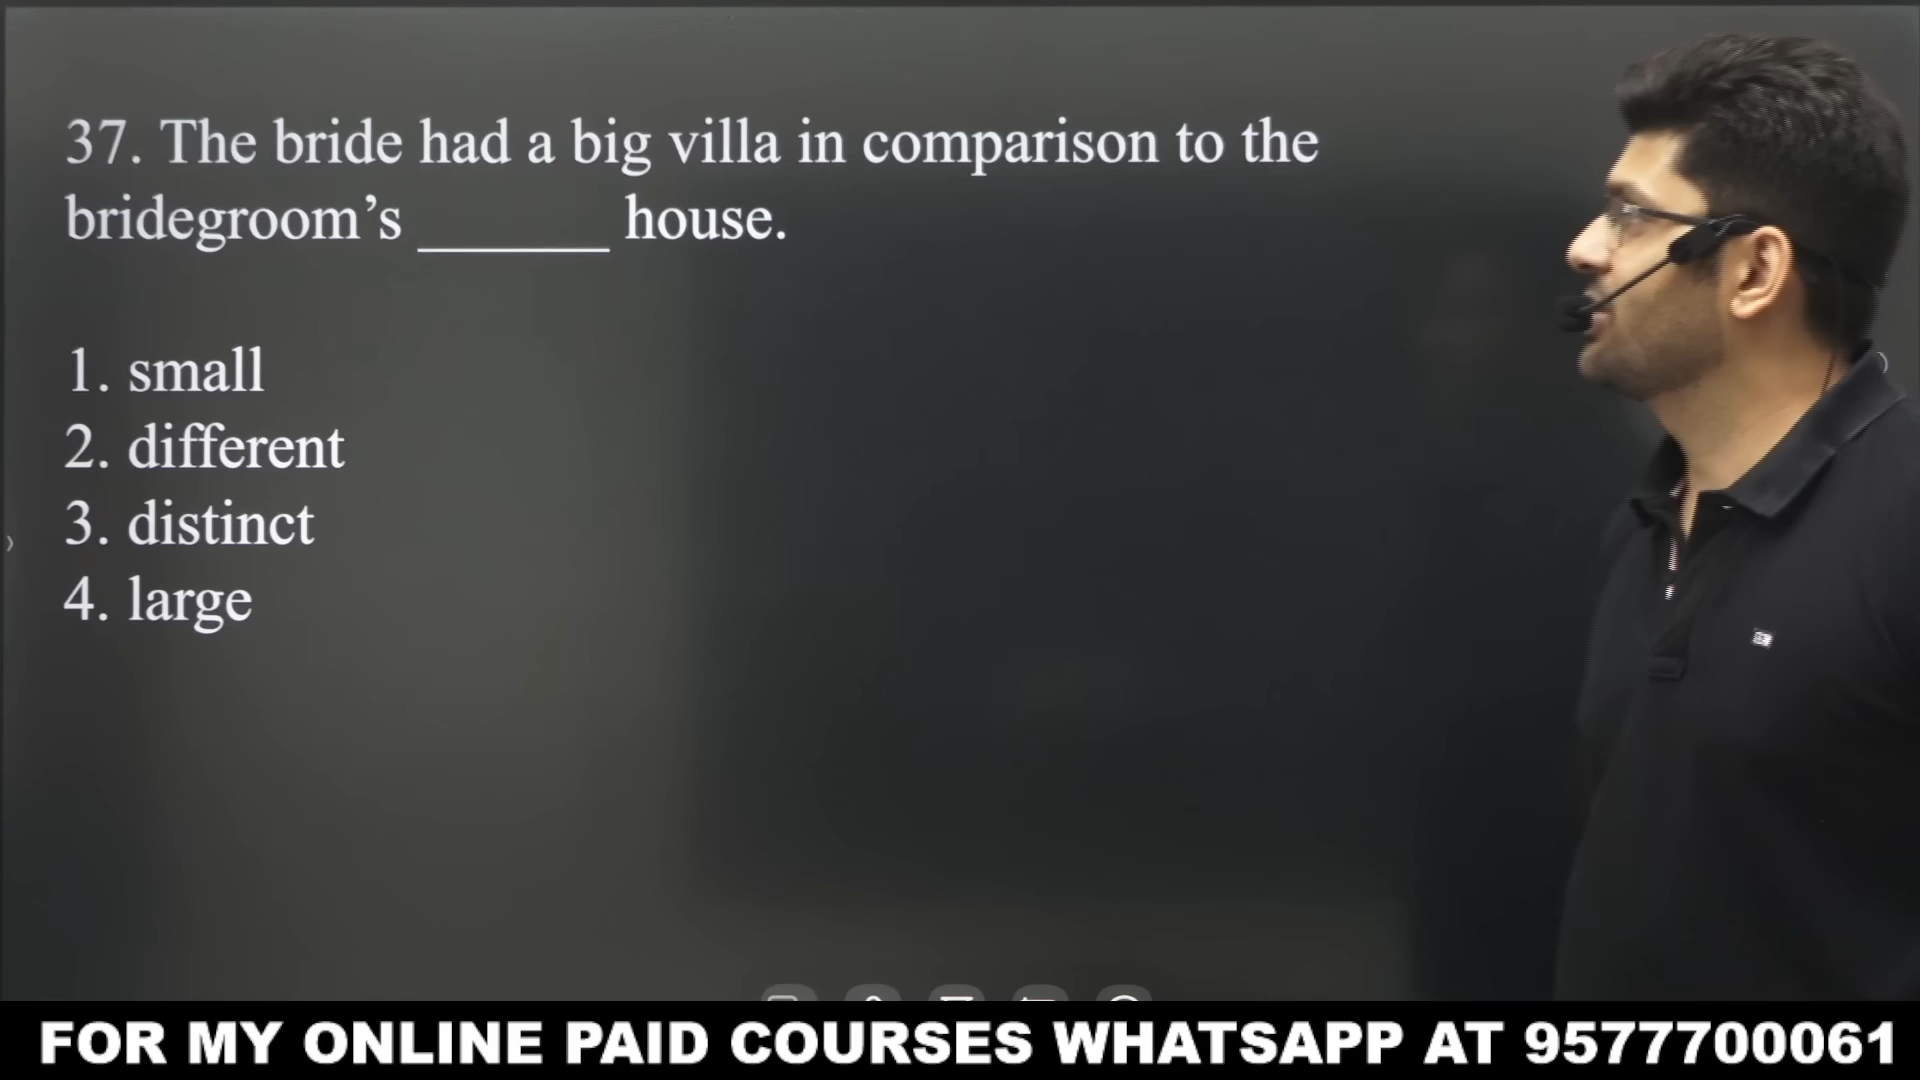 37. The bride had a big villa in comparison to the
bridegroom’s ______ house.
1. small
2. different
3. distinct
4. large
FOR MY ONLINE PAID COURSES WHATSAPP AT 9577700061